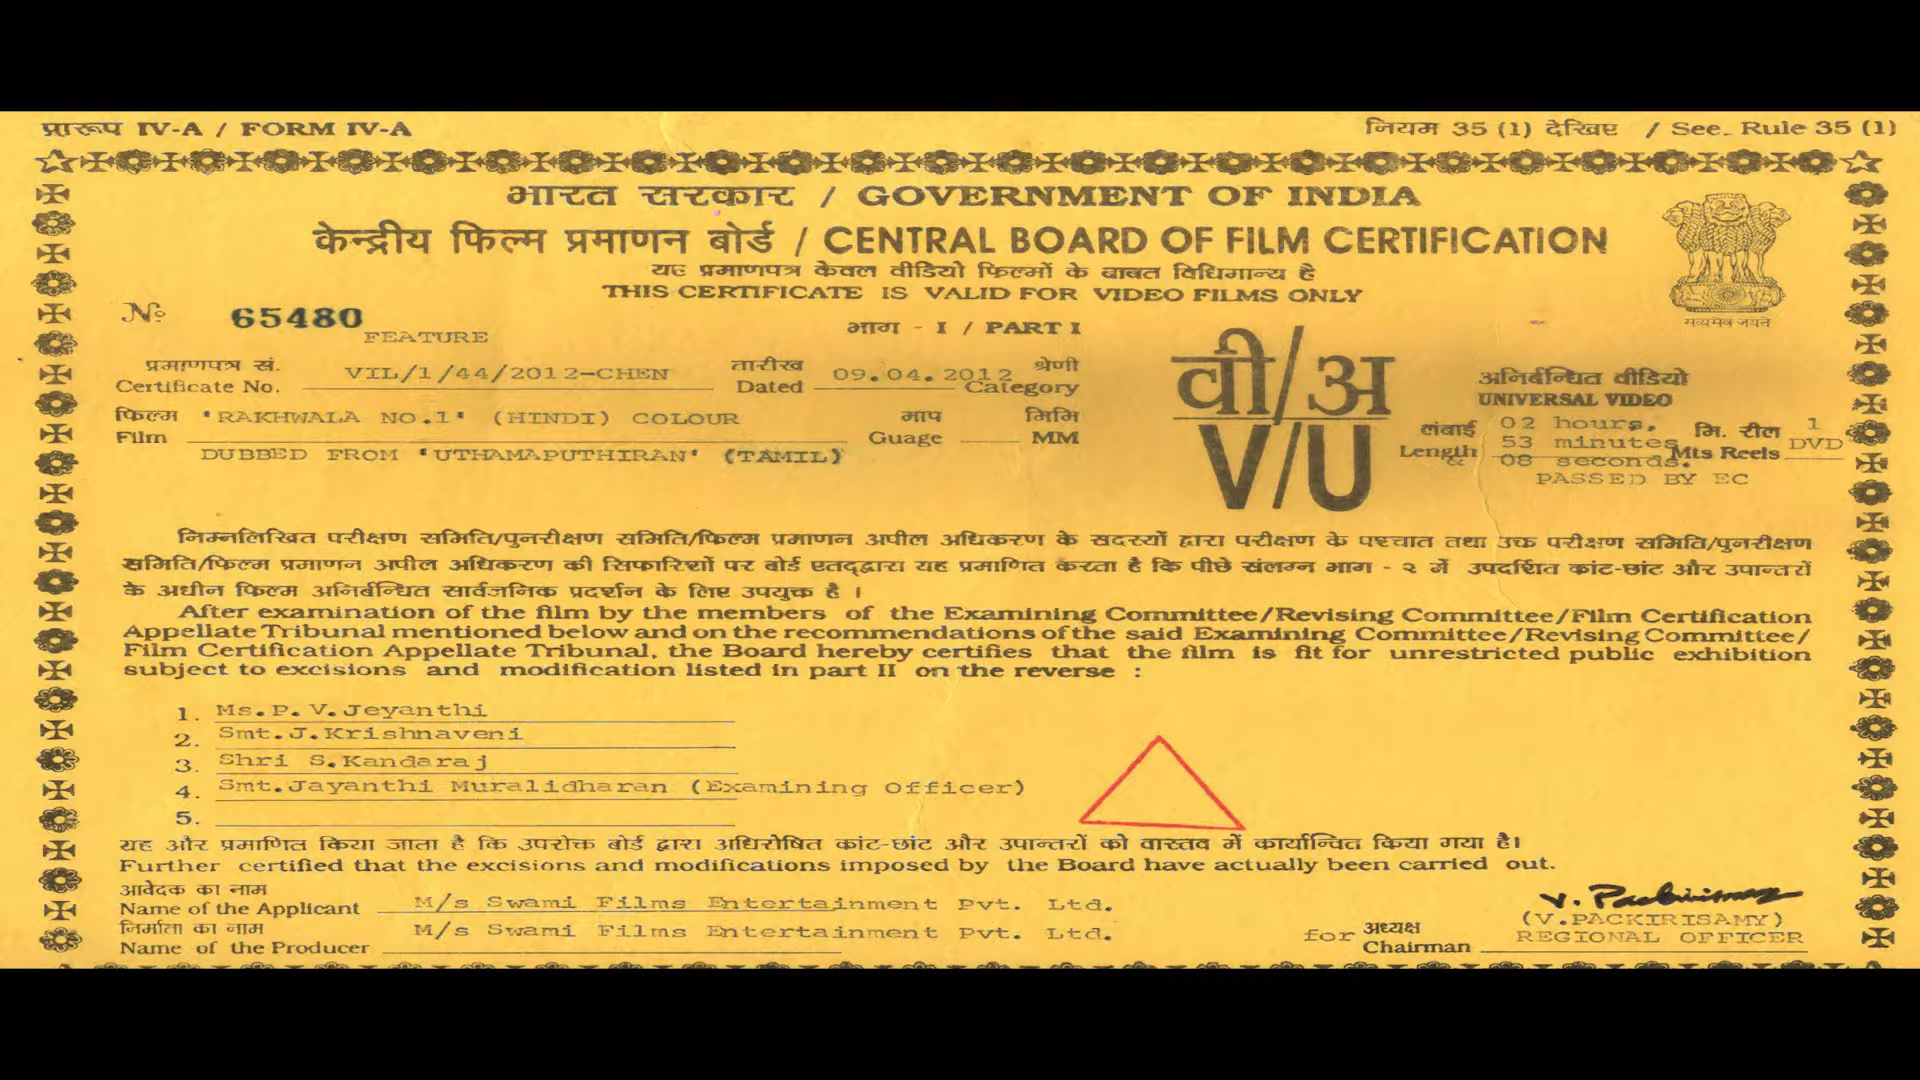 प्रारूप IV-A / FORM IV-A
नियम 35 (1) देखिए / See. Rule 35 (1)
भारत सरकार / GOVERNMENT OF INDIA
केन्द्रीय फिल्म प्रमाणन बोर्ड / CENTRAL BOARD OF FILM CERTIFICATION
यह प्रमाणपत्र केवल वीडियो फिल्मों के बाबत विधिमान्य है
THIS CERTIFICATE IS VALID FOR VIDEO FILMS ONLY
सत्यमेव जयते
№ 65480
FEATURE
भाग - I / PART I
प्रमाणपत्र सं. Certificate No. VIL/1/44/2012-CHEN तारीख Dated 09.04.2012 श्रेणी Category
वी/अ
V/U
अनिर्बन्धित वीडियो
UNIVERSAL VIDEO
फिल्म Film 'RAKHWALA NO.1' (HINDI) COLOUR माप Guage मिमि MM
DUBBED FROM 'UTHAMAPUTHIRAN' (TAMIL)
लंबाई Length & 02 hours, 53 minutes 08 seconds. मि. रील Mts Reels 1 DVD
PASSED BY EC
निम्नलिखित परीक्षण समिति/पुनरीक्षण समिति/फिल्म प्रमाणन अपील अधिकरण के सदस्यों द्वारा परीक्षण के पश्चात तथा उक्त परीक्षण समिति/पुनरीक्षण
समिति/फिल्म प्रमाणन अपील अधिकरण की सिफारिशों पर बोर्ड एतद्द्वारा यह प्रमाणित करता है कि पीछे संलग्न भाग - २ में उपदर्शित कांट-छांट और उपान्तरों
के अधीन फिल्म अनिर्बन्धित सार्वजनिक प्रदर्शन के लिए उपयुक्त है ।
After examination of the film by the members of the Examining Committee/Revising Committee/Film Certification
Appellate Tribunal mentioned below and on the recommendations of the said Examining Committee/Revising Committee/
Film Certification Appellate Tribunal, the Board hereby certifies that the film is fit for unrestricted public exhibition
subject to excisions and modification listed in part II on the reverse :
1. Ms.P.V.Jeyanthi
2. Smt.J.Krishnaveni
3. Shri S.Kandaraj
4. Smt.Jayanthi Muralidharan (Examining Officer)
5.
यह और प्रमाणित किया जाता है कि उपरोक्त बोर्ड द्वारा अधिरोषित कांट-छांट और उपान्तरों को वास्तव में कार्यान्वित किया गया है।
Further certified that the excisions and modifications imposed by the Board have actually been carried out.
आवेदक का नाम
Name of the Applicant M/s Swami Films Entertainment Pvt. Ltd.
निर्माता का नाम
Name of the Producer M/s Swami Films Entertainment Pvt. Ltd.
V. Packirisamy
(V.PACKIRISAMY)
for अध्यक्ष Chairman REGIONAL OFFICER